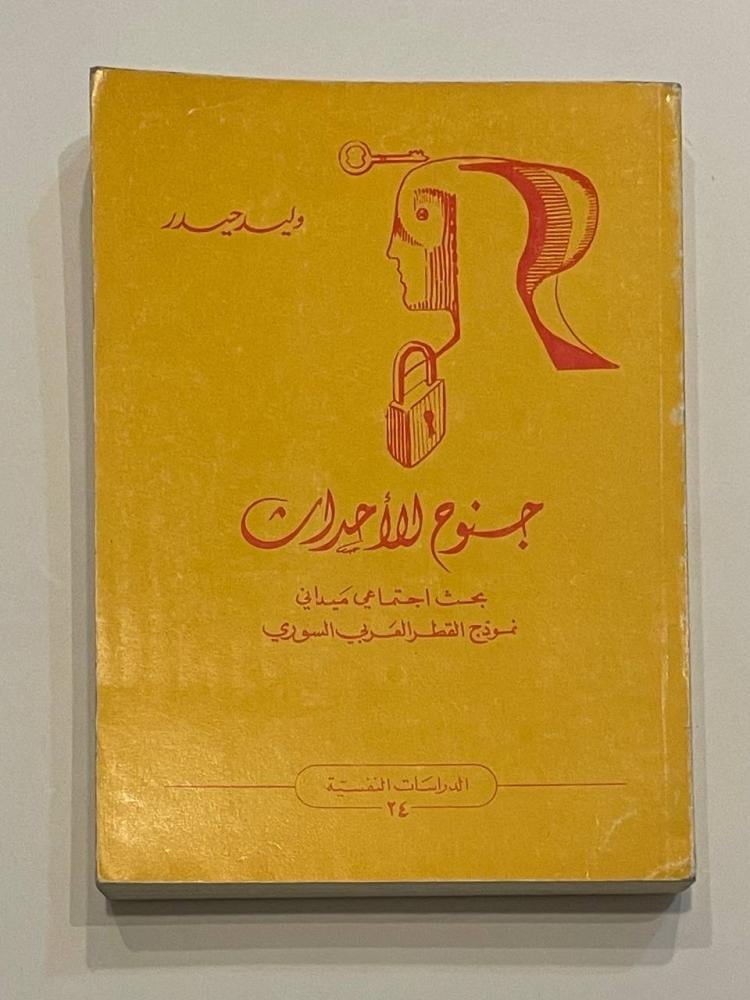 وليد حيدر
جنوح الأحداث
بحث اجتماعي ميداني
نموذج القطر العربي السوري
الدراسات النفسية
٢٤